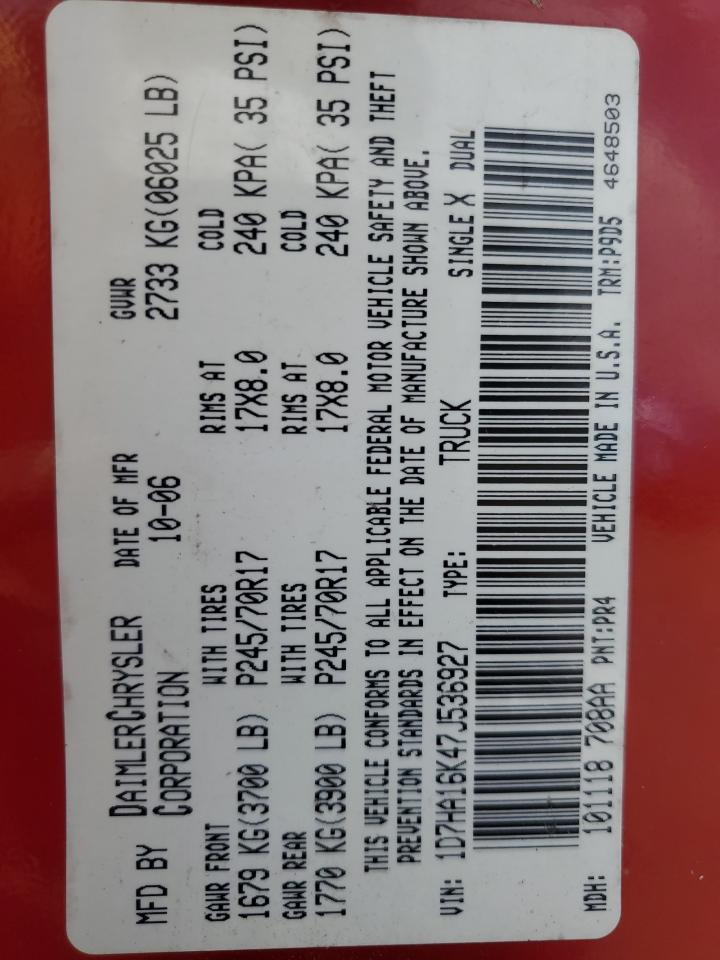 MFD BY DAIMLERCHRYSLER CORPORATION DATE OF MFR 10-06 GVWR 2733 KG(06025 LB)
GAWR FRONT WITH TIRES RIMS AT COLD
1679 KG(3700 LB) P245/70R17 17X8.0 240 KPA( 35 PSI)
GAWR REAR WITH TIRES RIMS AT COLD
1770 KG(3900 LB) P245/70R17 17X8.0 240 KPA( 35 PSI)
THIS VEHICLE CONFORMS TO ALL APPLICABLE FEDERAL MOTOR VEHICLE SAFETY AND THEFT
PREVENTION STANDARDS IN EFFECT ON THE DATE OF MANUFACTURE SHOWN ABOVE.
VIN: 1D7HA16K47J536927 TYPE: TRUCK SINGLE X DUAL
MDH: 101118 708AA PNT:PR4 VEHICLE MADE IN U.S.A. TRM:P9D5 4648503